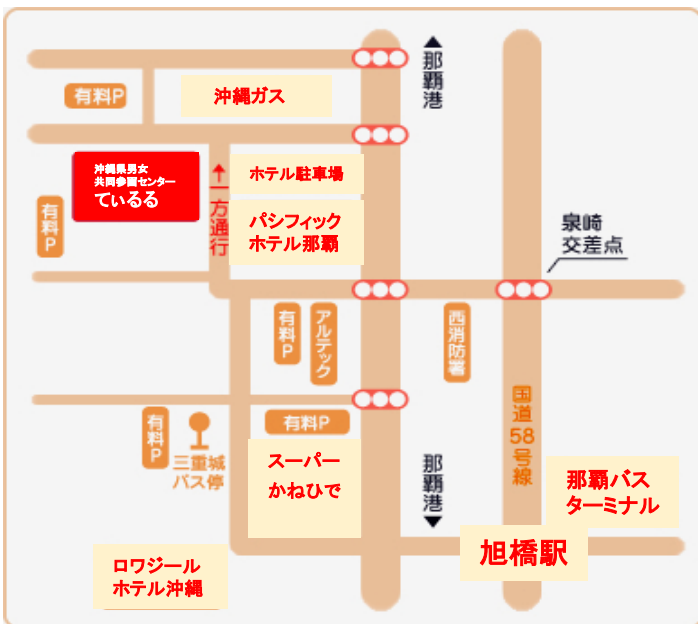 ▲那覇港
有料P
沖縄ガス
沖縄県男女
共同参画センター
ているる
↑一方通行
ホテル駐車場
有料P
パシフィック
ホテル那覇
泉崎
交差点
有料P
アルテック
西消防署
国道58号線
有料P
有料P
三重城
バス停
スーパー
かねひで
那覇港▼
那覇バス
ターミナル
旭橋駅
ロワジール
ホテル沖縄